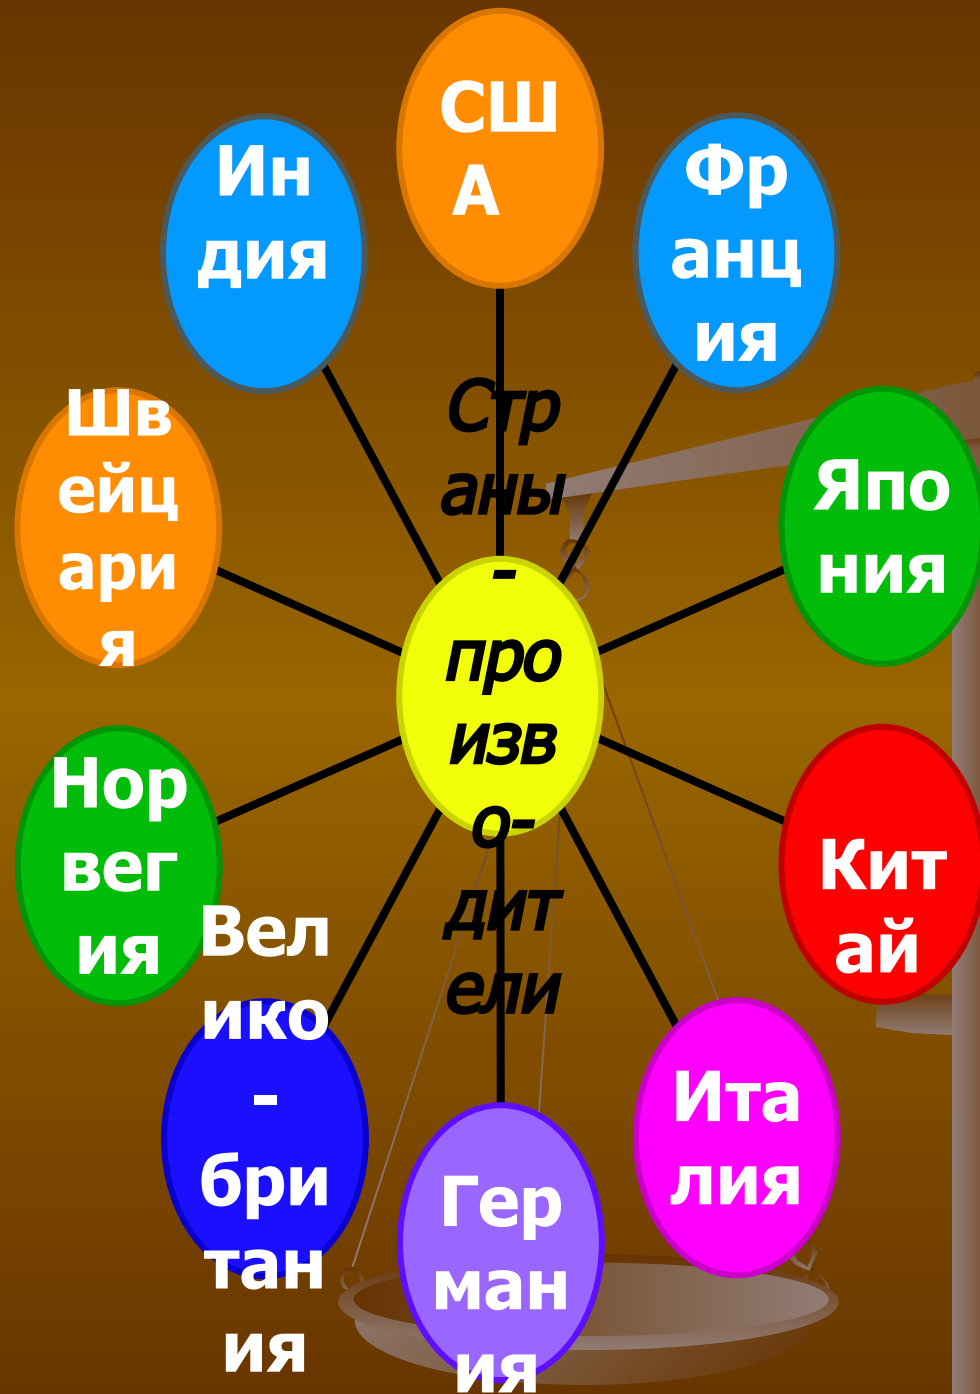 СШ
А
Фр
анц
ия
Япо
ния
Кит
ай
Ита
лия
Гер
ман
ия
Вел
ико
-
бри
тан
ия
Нор
вег
ия
Шв
ейц
ари
я
Ин
дия
Стр
аны
-
про
изв
о-
дит
ели